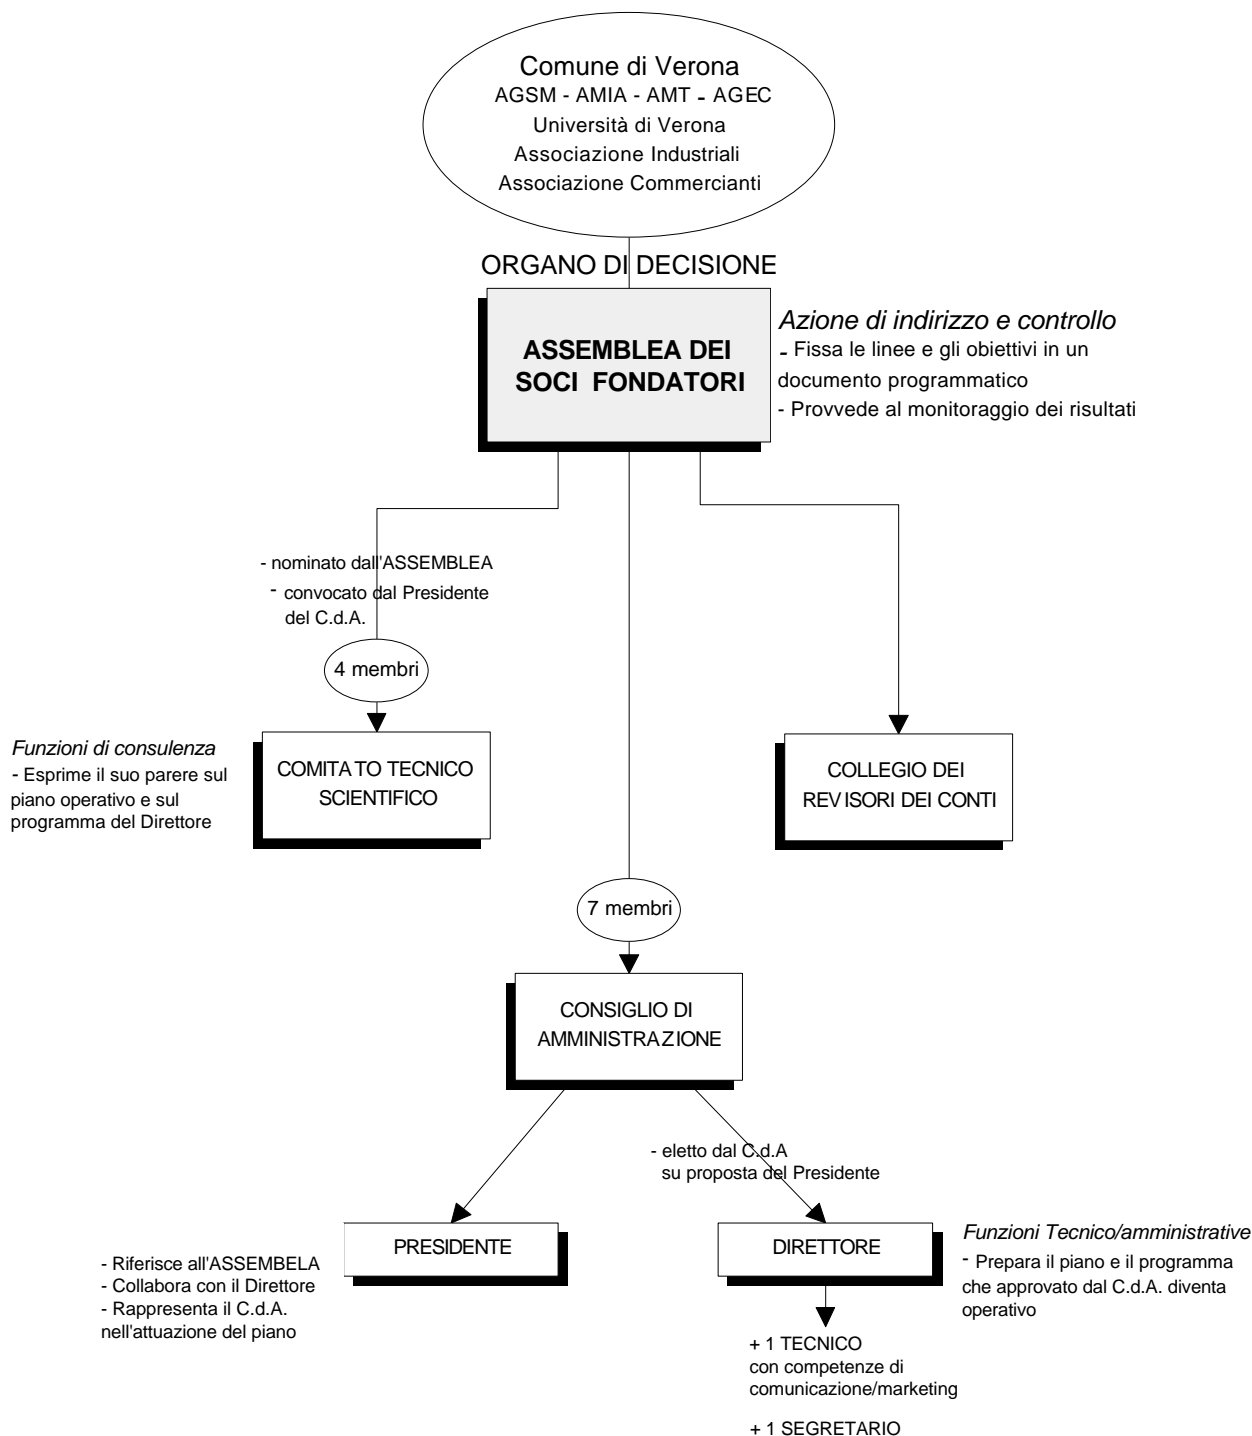 Comune di Verona
AGSM - AMIA - AMT - AGEC
Università di Verona
Associazione Industriali
Associazione Commercianti
ORGANO DI DECISIONE
ASSEMBLEA DEI
SOCI FONDATORI
Azione di indirizzo e controllo
- Fissa le linee e gli obiettivi in un
documento programmatico
- Provvede al monitoraggio dei risultati
- nominato dall'ASSEMBLEA
- convocato dal Presidente
del C.d.A.
4 membri
Funzioni di consulenza
- Esprime il suo parere sul
piano operativo e sul
programma del Direttore
COMITATO TECNICO
SCIENTIFICO
COLLEGIO DEI
REVISORI DEI CONTI
7 membri
CONSIGLIO DI
AMMINISTRAZIONE
- eletto dal C.d.A
su proposta del Presidente
PRESIDENTE
- Riferisce all'ASSEMBELA
- Collabora con il Direttore
- Rappresenta il C.d.A.
nell'attuazione del piano
DIRETTORE
Funzioni Tecnico/amministrative
- Prepara il piano e il programma
che approvato dal C.d.A. diventa
operativo
+ 1 TECNICO
con competenze di
comunicazione/marketing
+ 1 SEGRETARIO